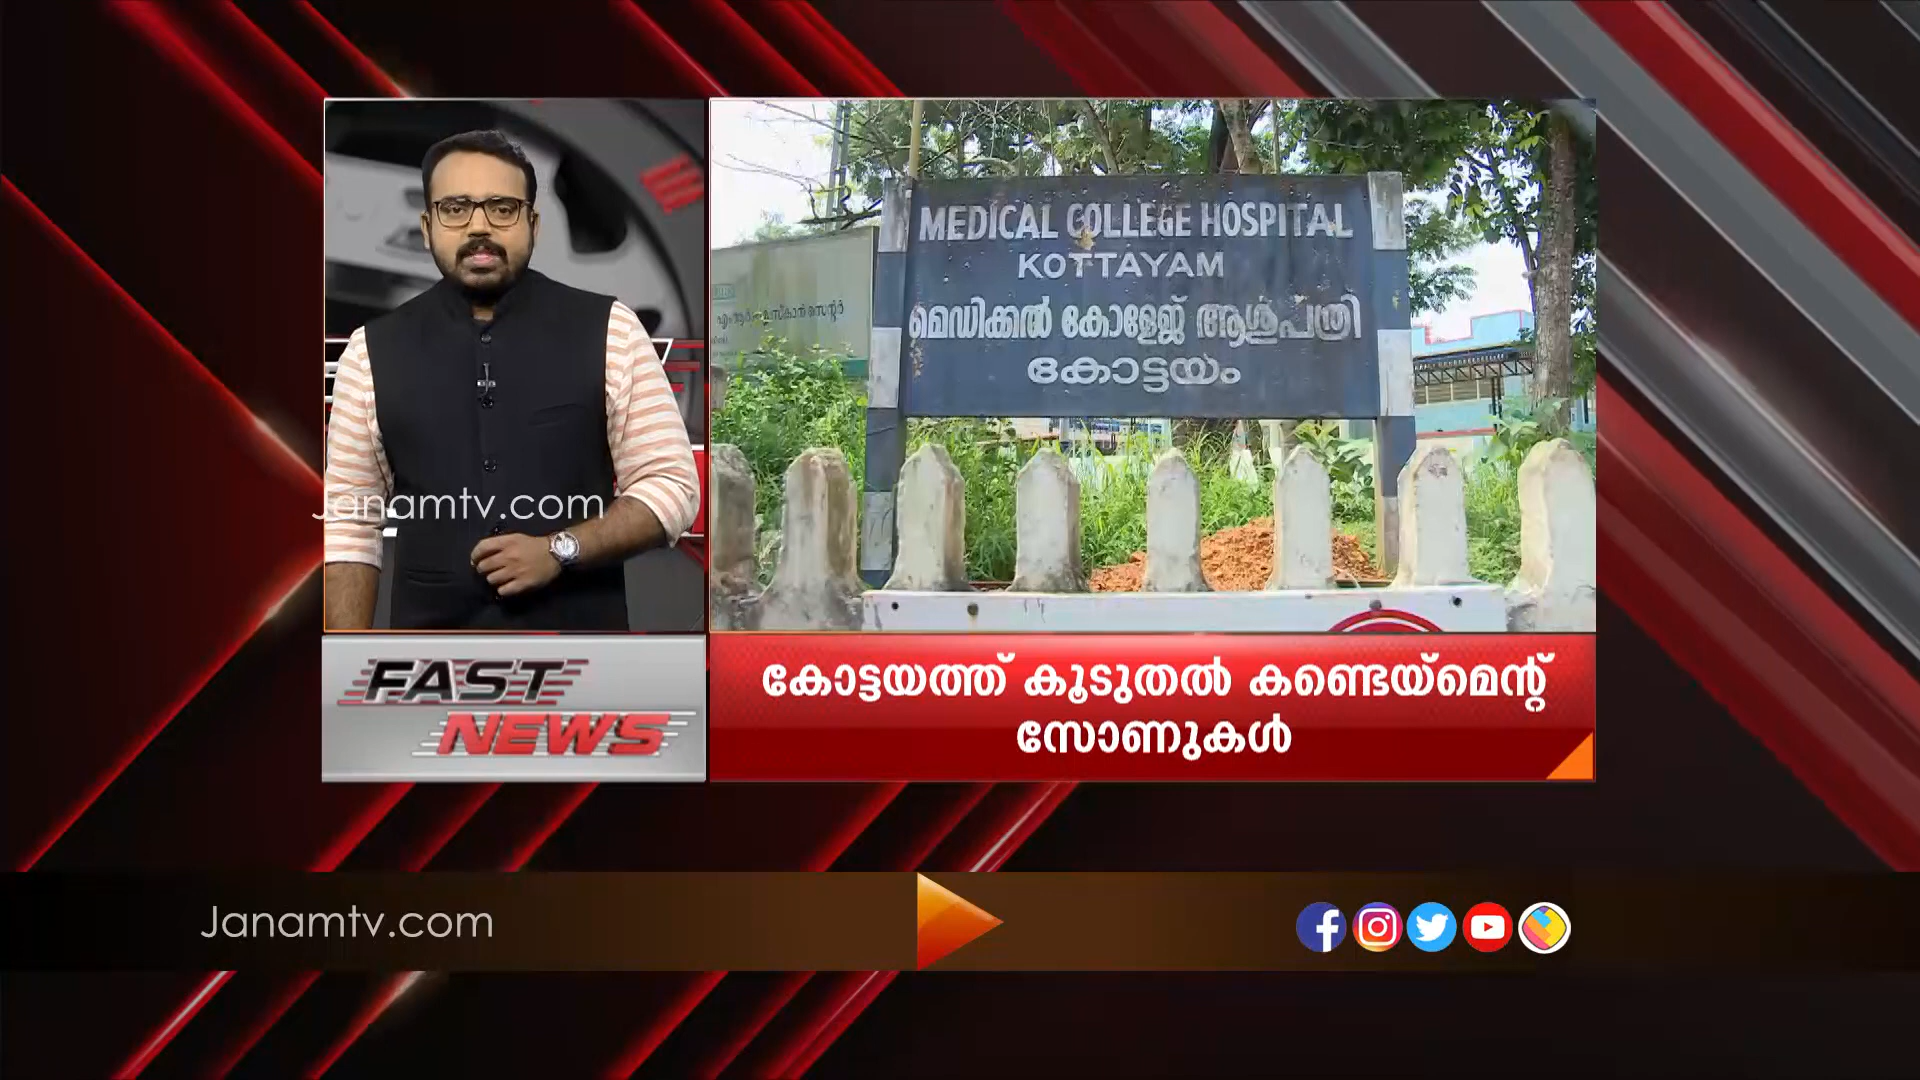 MEDICAL COLLEGE HOSPITAL
KOTTAYAM
മെഡിക്കൽ കോളേജ് ആശുപത്രി
കോട്ടയം
Janamtv.com
FAST
NEWS
കോട്ടയത്ത് കൂടുതൽ കണ്ടെയ്മെന്റ്
സോണുകൾ
Janamtv.com